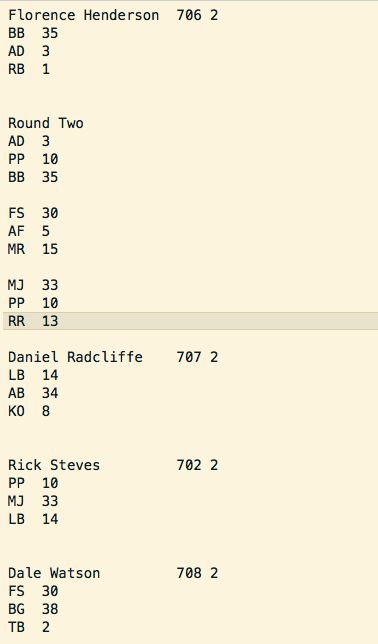 Florence Henderson  706 2
BB  35
AD  3
RB  1
Round Two
AD  3
PP  10
BB  35
FS  30
AF  5
MR  15
MJ  33
PP  10
RR  13
Daniel Radcliffe    707 2
LB  14
AB  34
KO  8
Rick Steves         702 2
PP  10
MJ  33
LB  14
Dale Watson         708 2
FS  30
BG  38
TB  2